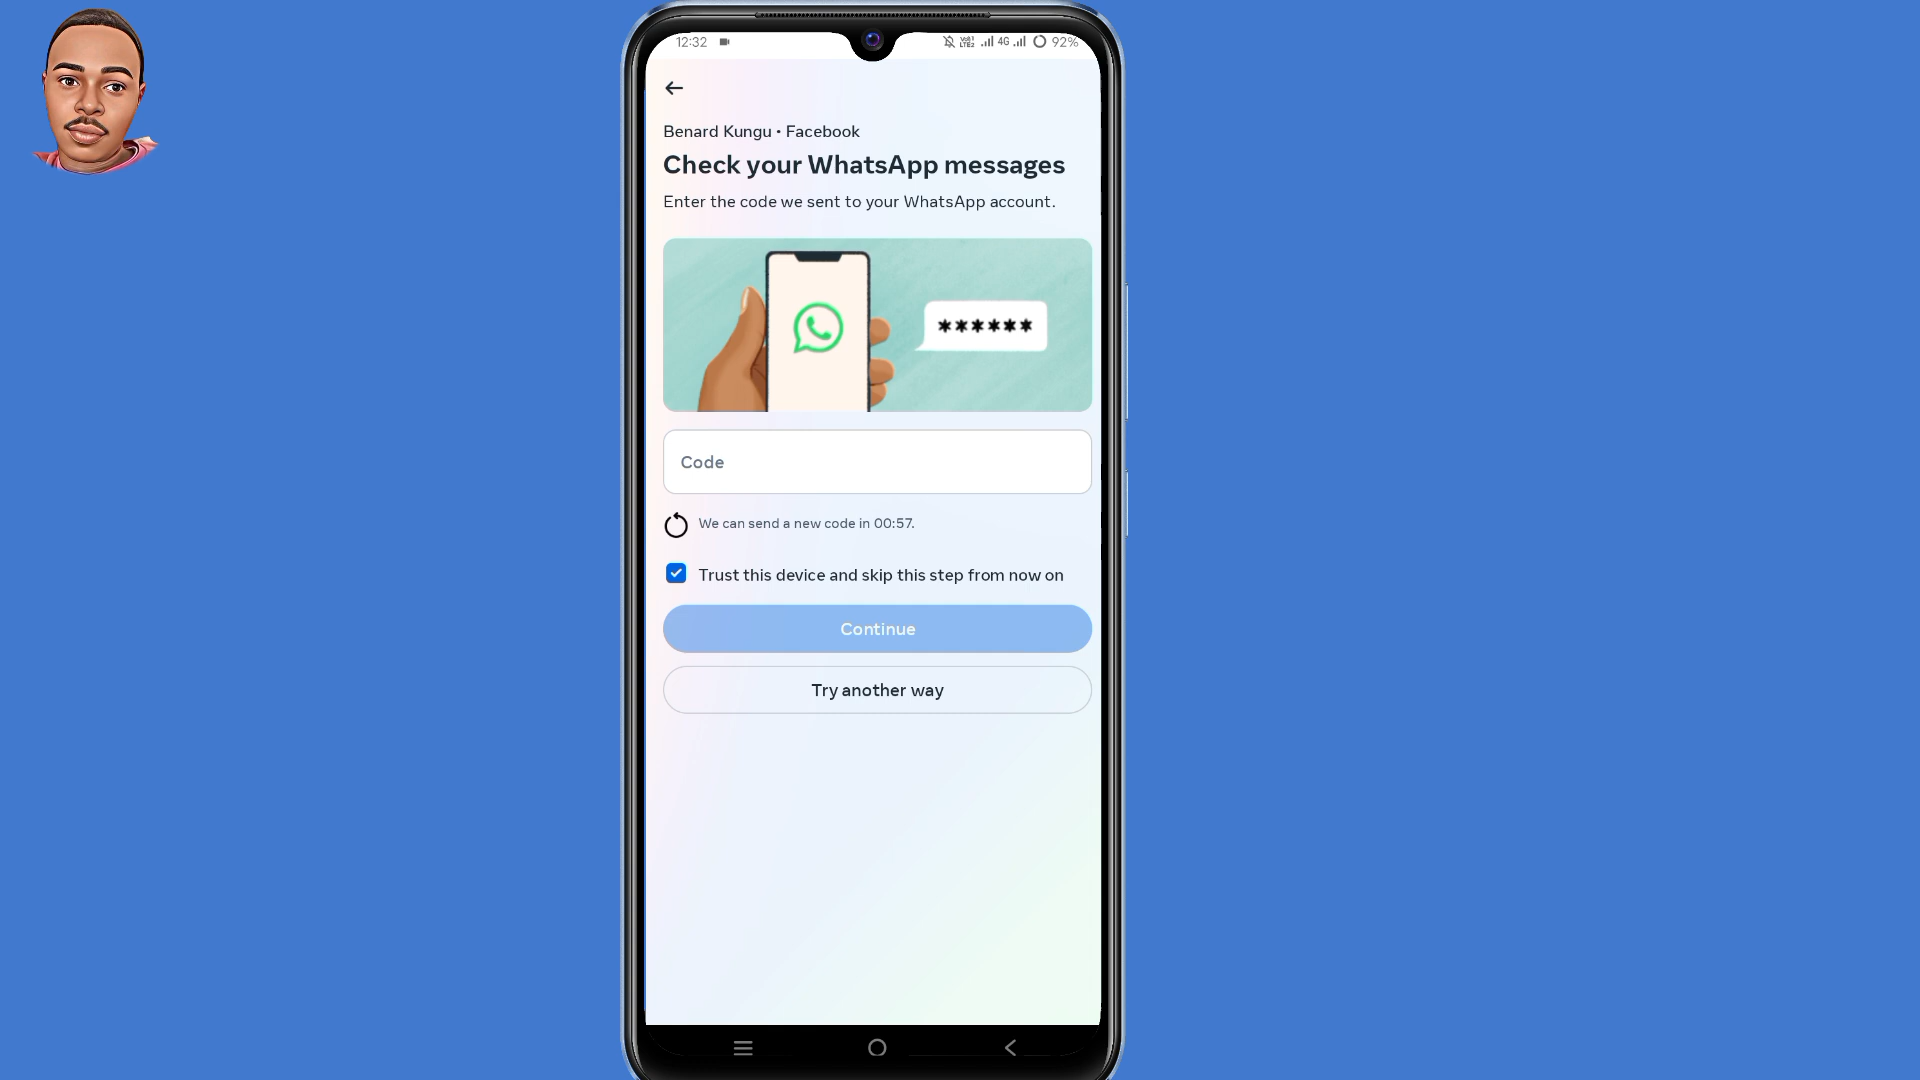 12:32
4G
92%
Benard Kungu • Facebook
Check your WhatsApp messages
Enter the code we sent to your WhatsApp account.
******
Code
We can send a new code in 00:57.
Trust this device and skip this step from now on
Continue
Try another way